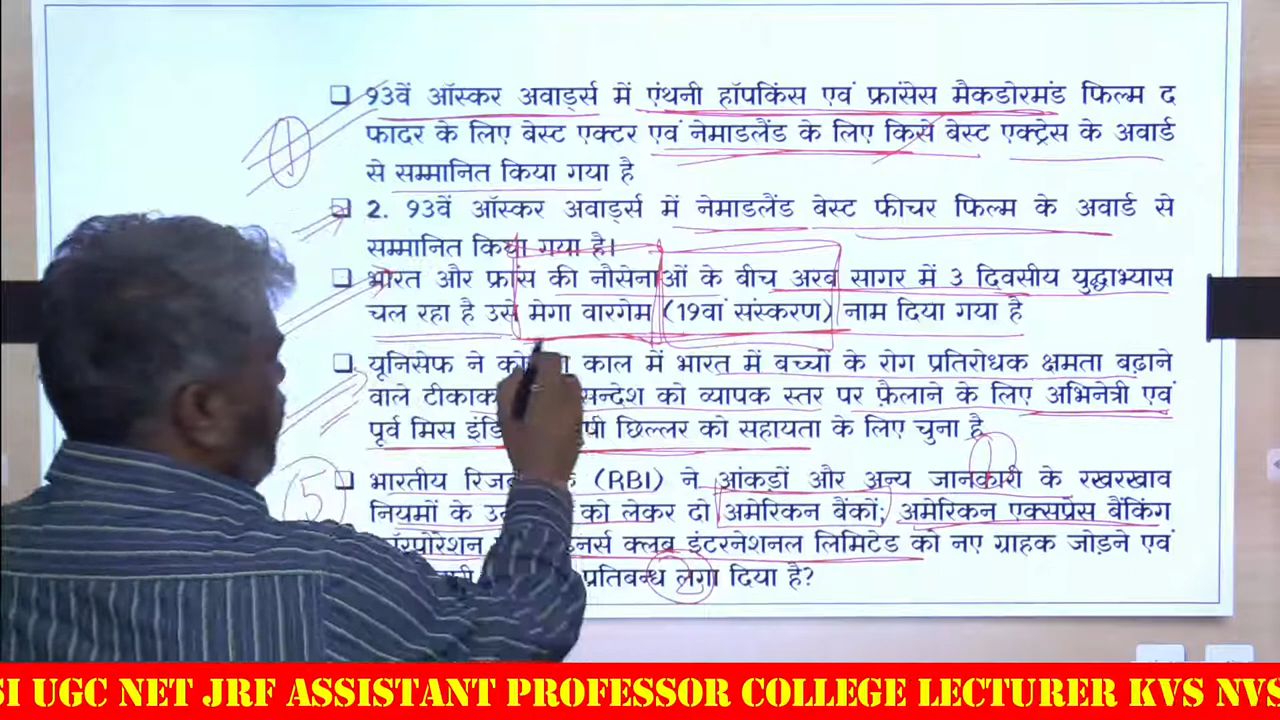 93वें ऑस्कर अवार्ड्स में एंथनी हॉपकिंस एवं फ्रांसेस मैकडोरमंड फिल्म द
फादर के लिए बेस्ट एक्टर एवं नेमाडलैंड के लिए किसे बेस्ट एक्ट्रेस के अवार्ड
से सम्मानित किया गया है
2. 93वें ऑस्कर अवार्ड्स में नेमाडलैंड बेस्ट फीचर फिल्म के अवार्ड से
सम्मानित किया गया है।
भारत और फ्रांस की नौसेनाओं के बीच अरब सागर में 3 दिवसीय युद्धाभ्यास
चल रहा है उसे मेगा वारगेम (19वां संस्करण) नाम दिया गया है
यूनिसेफ ने काल में भारत में बच्चों के रोग प्रतिरोधक क्षमता बढ़ाने
वाले सन्देश को व्यापक स्तर पर फ़ैलाने के लिए अभिनेत्री एवं
पूर्व मिस छिल्लर को सहायता के लिए चुना है
5 भारतीय (RBI) ने आंकड़ों और अन्य जानकारी के रखरखाव
नियमों के को लेकर दो अमेरिकन बैंकों; अमेरिकन एक्सप्रेस बैंकिंग
क्लब इंटरनेशनल लिमिटेड को नए ग्राहक जोड़ने एवं
प्रतिबन्ध लगा दिया है?
SI UGC NET JRF ASSISTANT PROFESSOR COLLEGE LECTURER KVS NVS